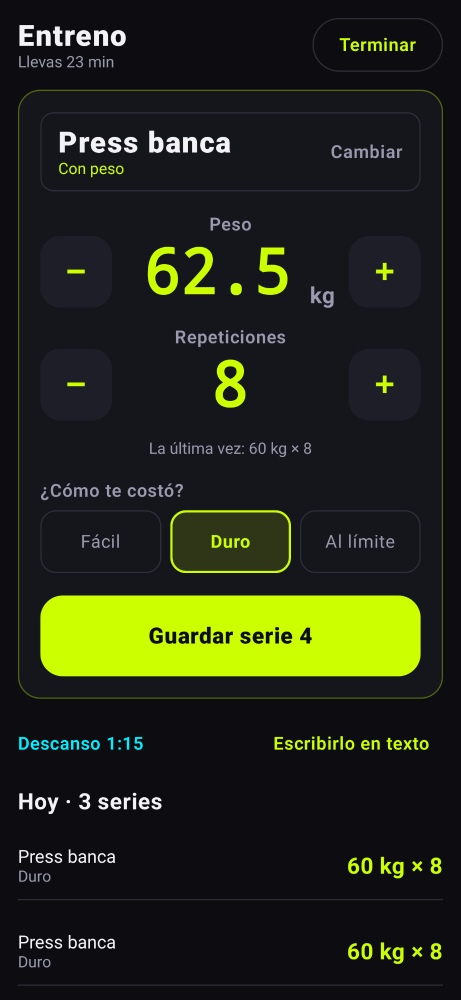 Entreno
Llevas 23 min
Terminar
Press banca
Con peso
Cambiar
Peso
− 62.5 kg +
Repeticiones
− 8 +
La última vez: 60 kg × 8
¿Cómo te costó?
Fácil
Duro
Al límite
Guardar serie 4
Descanso 1:15
Escribirlo en texto
Hoy · 3 series
Press banca
Duro
60 kg × 8
Press banca
Duro
60 kg × 8